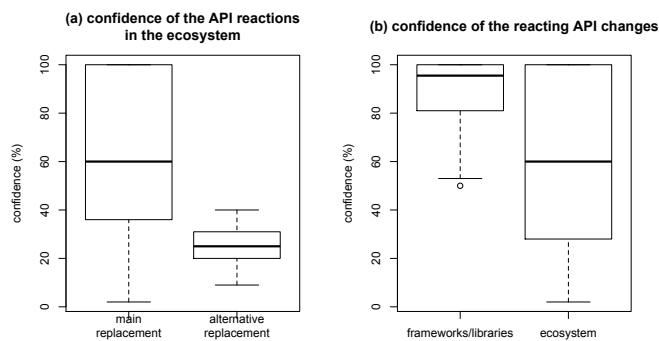 (a) confidence of the API reactions
in the ecosystem
confidence (%)
100
80
60
40
20
0
main
replacement
alternative
replacement
(b) confidence of the reacting API changes
confidence (%)
100
80
60
40
20
0
frameworks/libraries
ecosystem